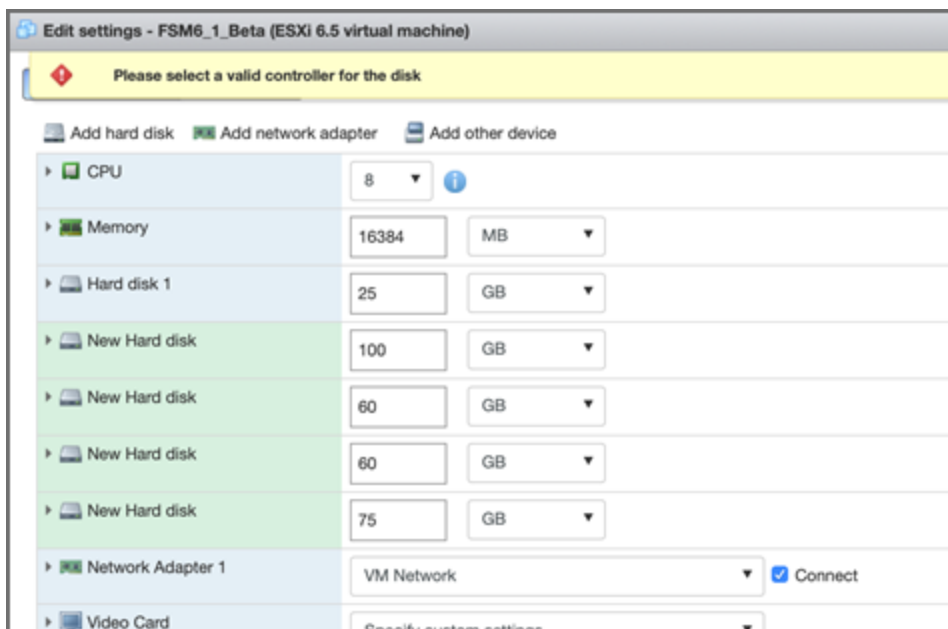 Edit settings - FSM6_1_Beta (ESXi 6.5 virtual machine)
Please select a valid controller for the disk
Add hard disk Add network adapter Add other device
CPU 8
Memory 16384 MB
Hard disk 1 25 GB
New Hard disk 100 GB
New Hard disk 60 GB
New Hard disk 60 GB
New Hard disk 75 GB
Network Adapter 1 VM Network Connect
Video Card Specify custom settings